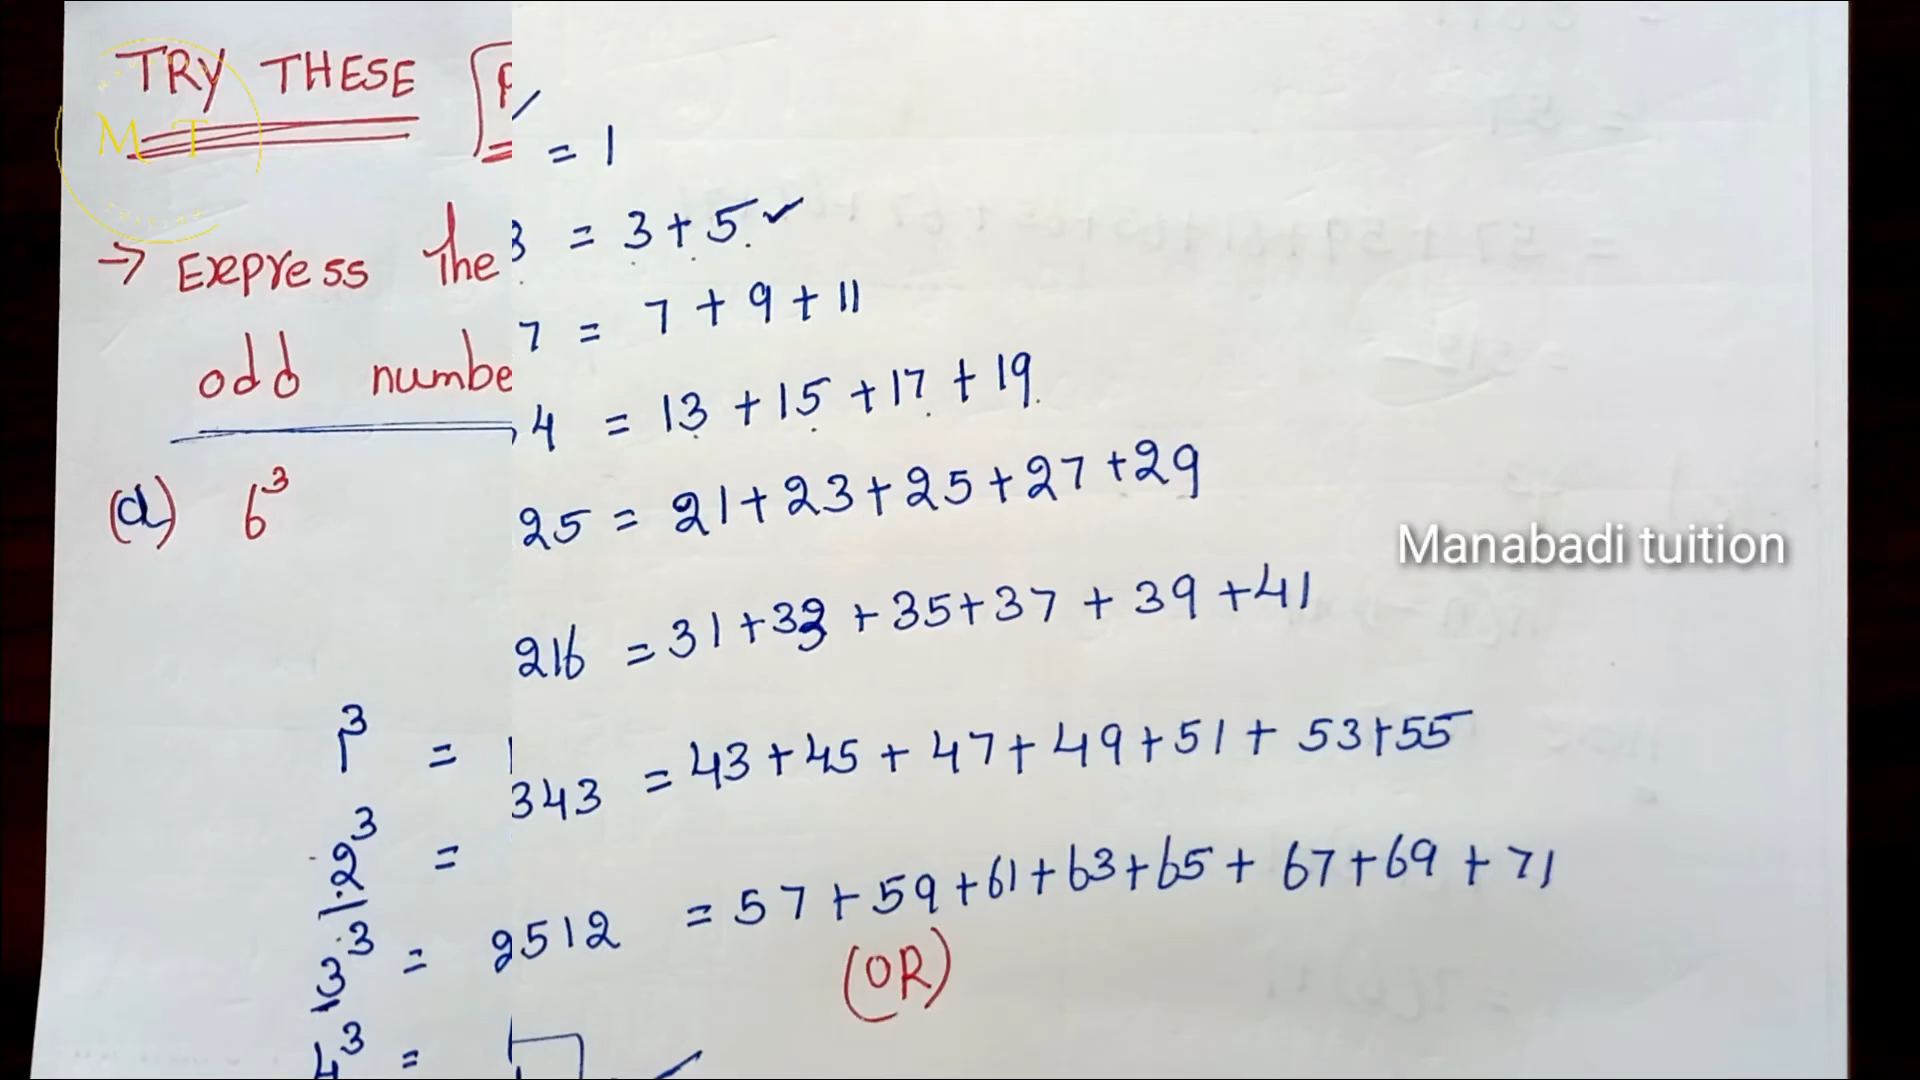 TRY THESE
M T
= 1
3 = 3+5
→ Express the
7 = 7+9+11
odd numbe
4 = 13+15+17+19
(a) 6³
25 = 21+23+25+27+29
Manabadi tuition
216 = 31+33+35+37+39+41
1³ = 1
343 = 43+45+47+49+51+53+55
2³ =
3³ = 2512 = 57+59+61+63+65+67+69+71
(OR)
4³ =